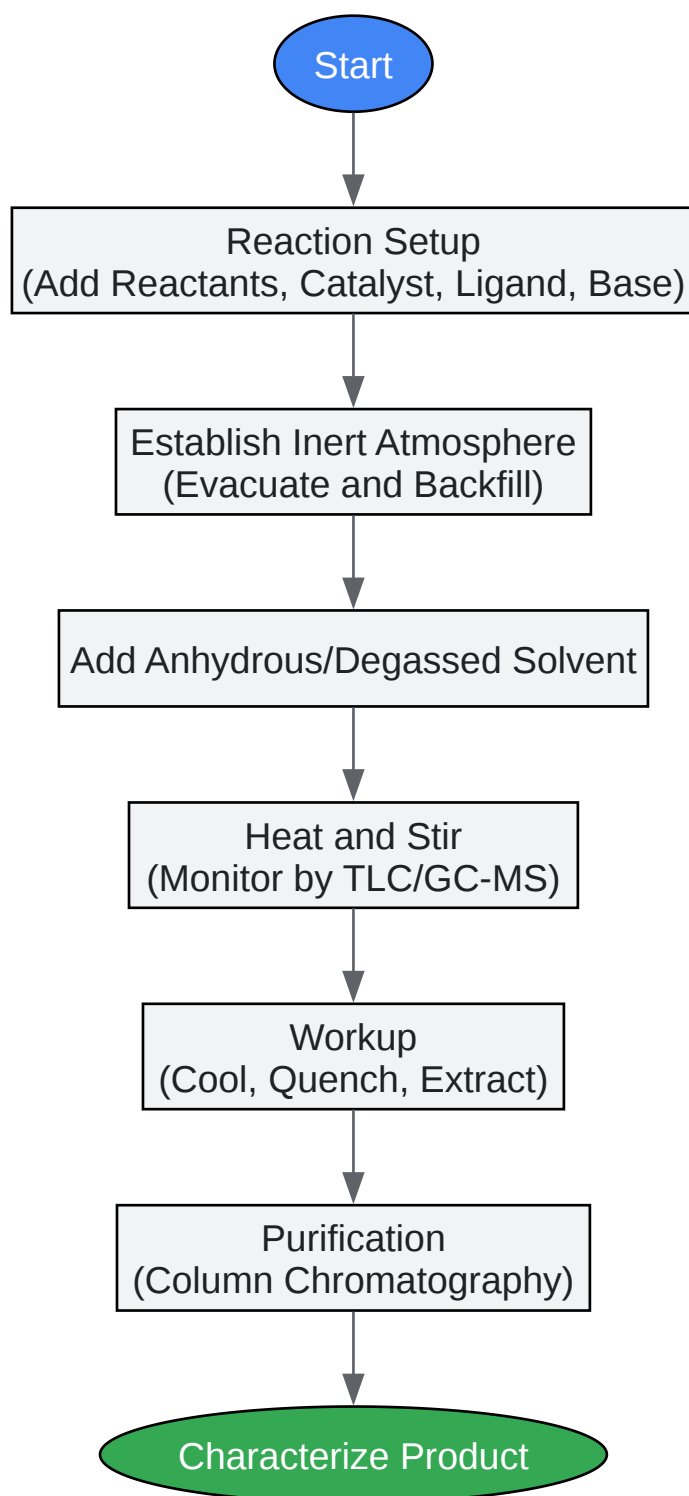 Start
Reaction Setup
(Add Reactants, Catalyst, Ligand, Base)
Establish Inert Atmosphere
(Evacuate and Backfill)
Add Anhydrous/Degassed Solvent
Heat and Stir
(Monitor by TLC/GC-MS)
Workup
(Cool, Quench, Extract)
Purification
(Column Chromatography)
Characterize Product